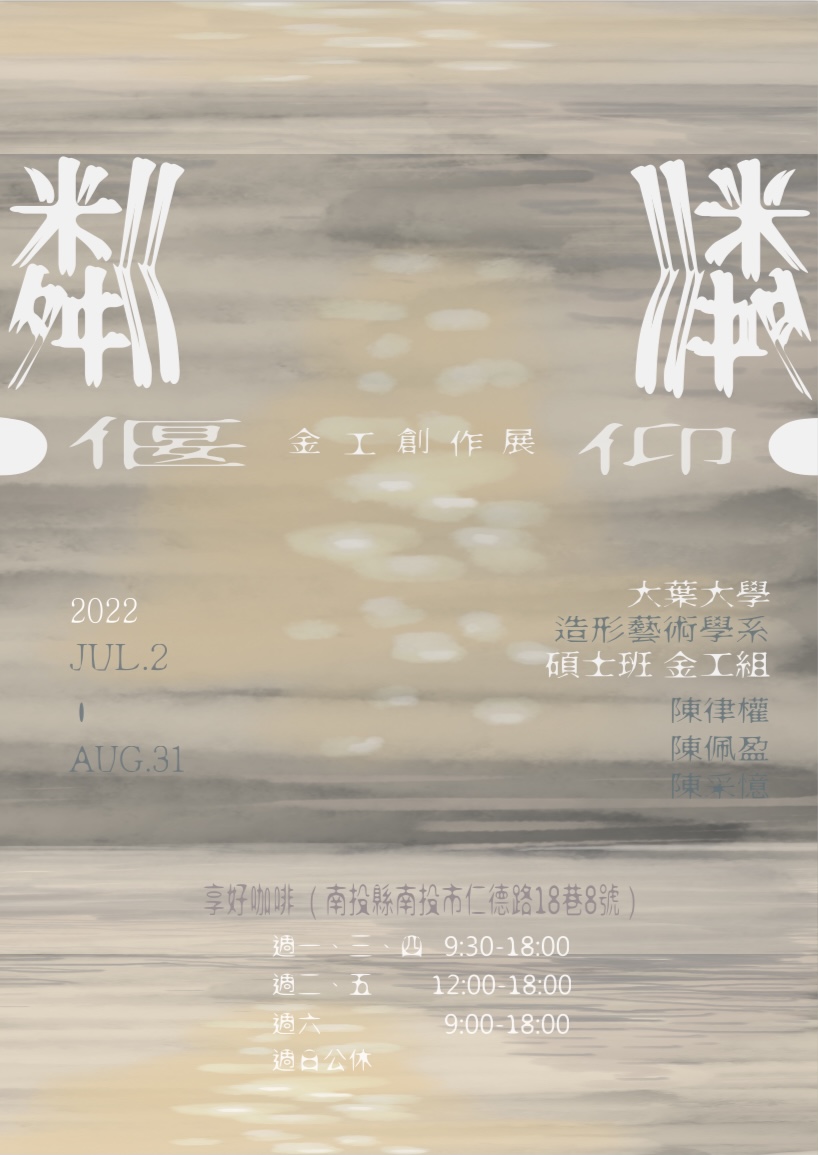 粼 粼
偃 金工創作展 仰
2022
JUL.2
-
AUG.31
大葉大學
造形藝術學系
碩士班 金工組
陳律權
陳佩盈
陳采憶
享好咖啡（南投縣南投市仁德路18巷8號）
週一、三、四 9:30-18:00
週二、五 12:00-18:00
週六 9:00-18:00
週日公休